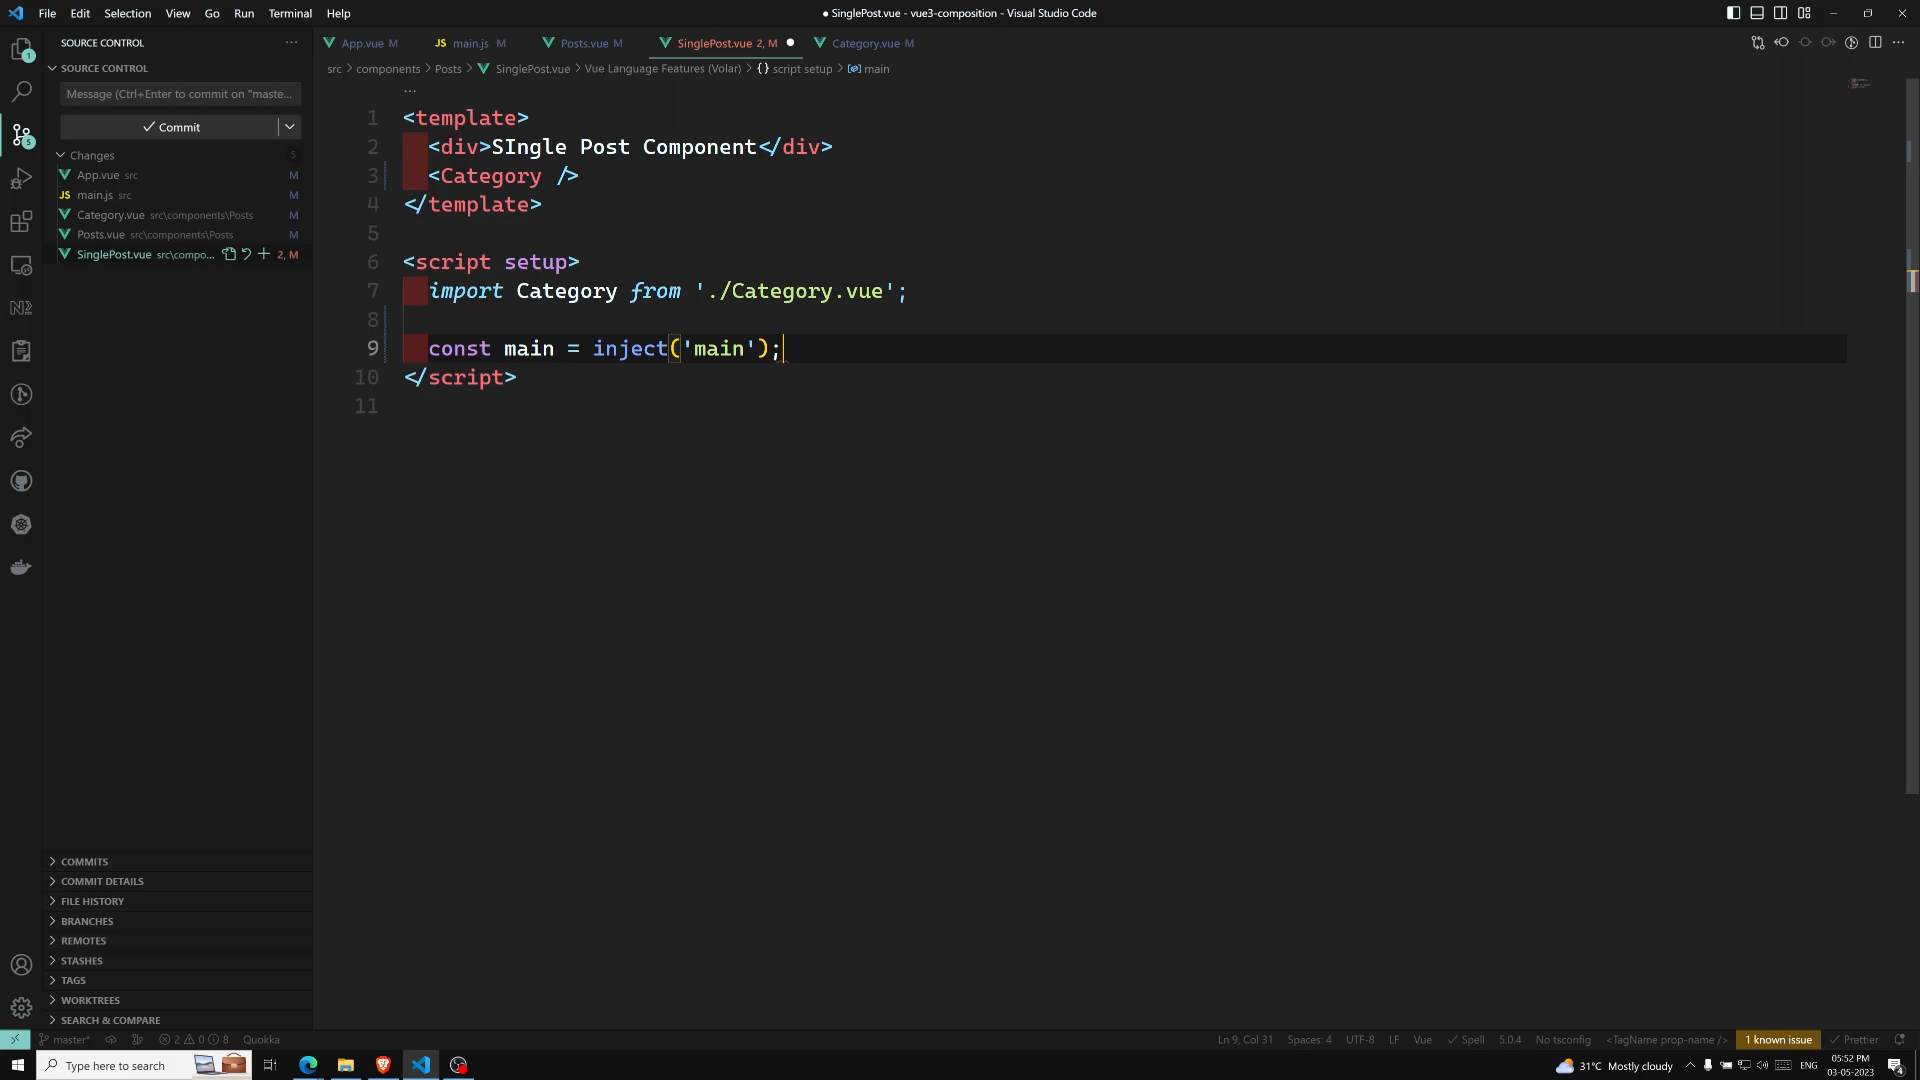 File Edit Selection View Go Run Terminal Help
● SinglePost.vue - vue3-composition - Visual Studio Code
SOURCE CONTROL
App.vue M
JS main.js M
Posts.vue M
SinglePost.vue 2, M
Category.vue M
SOURCE CONTROL
src > components > Posts > SinglePost.vue > Vue Language Features (Volar) > {} script setup > main
Message (Ctrl+Enter to commit on "maste...
Commit
Changes 5
App.vue src M
JS main.js src M
Category.vue src\components\Posts M
Posts.vue src\components\Posts M
SinglePost.vue src\compo... 2, M
1 <template>
2 <div>SIngle Post Component</div>
3 <Category />
4 </template>
5
6 <script setup>
7 import Category from './Category.vue';
8
9 const main = inject('main');
10 </script>
11
COMMITS
COMMIT DETAILS
FILE HISTORY
BRANCHES
REMOTES
STASHES
TAGS
WORKTREES
SEARCH & COMPARE
master* 2 0 8 Quokka
Ln 9, Col 31 Spaces: 4 UTF-8 LF Vue Spell 5.0.4 No tsconfig <TagName prop-name /> 1 known issue Prettier
Type here to search
31°C Mostly cloudy ENG
05:52 PM
03-05-2023
4